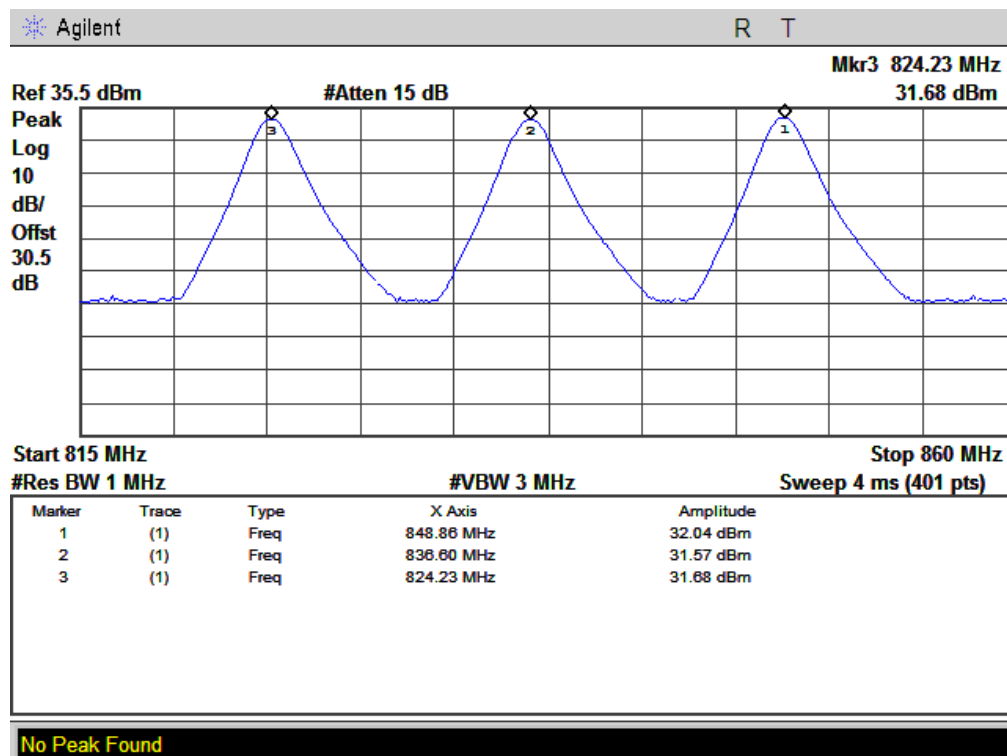 Agilent R T
Mkr3 824.23 MHz
Ref 35.5 dBm #Atten 15 dB 31.68 dBm
Peak
Log
10
dB/
Offst
30.5
dB
3 2 1
Start 815 MHz Stop 860 MHz
#Res BW 1 MHz #VBW 3 MHz Sweep 4 ms (401 pts)
Marker Trace Type X Axis Amplitude
1 (1) Freq 848.86 MHz 32.04 dBm
2 (1) Freq 836.60 MHz 31.57 dBm
3 (1) Freq 824.23 MHz 31.68 dBm
No Peak Found